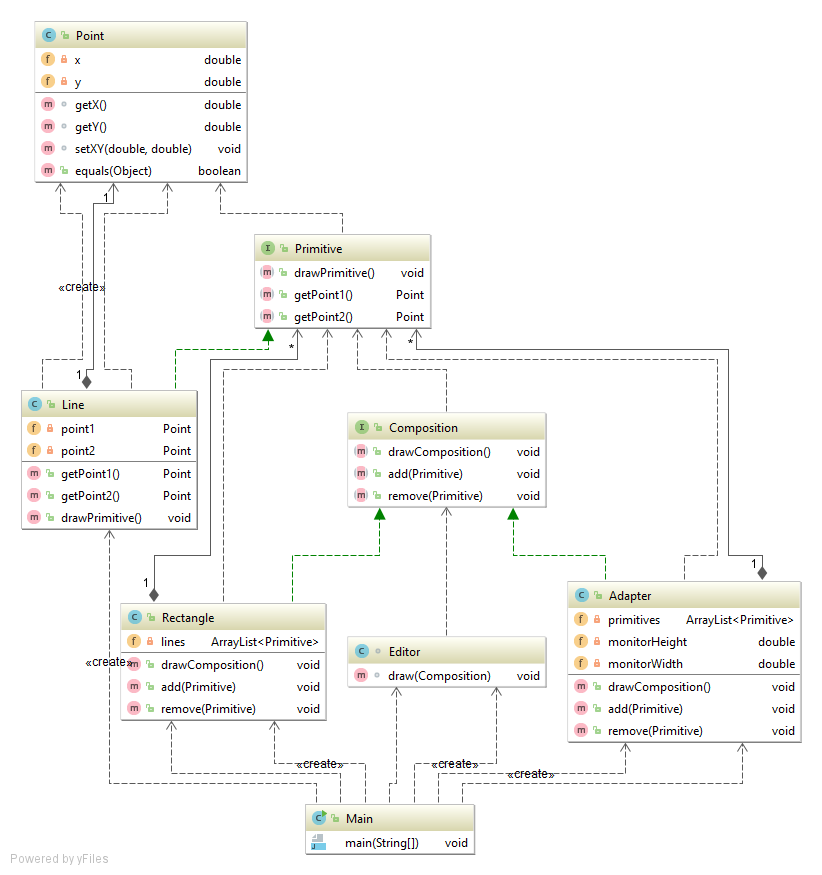 Point
x double
y double
getX() double
getY() double
setXY(double, double) void
equals(Object) boolean
1
«create»
Primitive
drawPrimitive() void
getPoint1() Point
getPoint2() Point
* *
1
Line
point1 Point
point2 Point
getPoint1() Point
getPoint2() Point
drawPrimitive() void
Composition
drawComposition() void
add(Primitive) void
remove(Primitive) void
1 1
Rectangle
lines ArrayList<Primitive>
drawComposition() void
add(Primitive) void
remove(Primitive) void
«create»
Editor
draw(Composition) void
Adapter
primitives ArrayList<Primitive>
monitorHeight double
monitorWidth double
drawComposition() void
add(Primitive) void
remove(Primitive) void
«create» «create» «create»
Main
main(String[]) void
Powered by yFiles